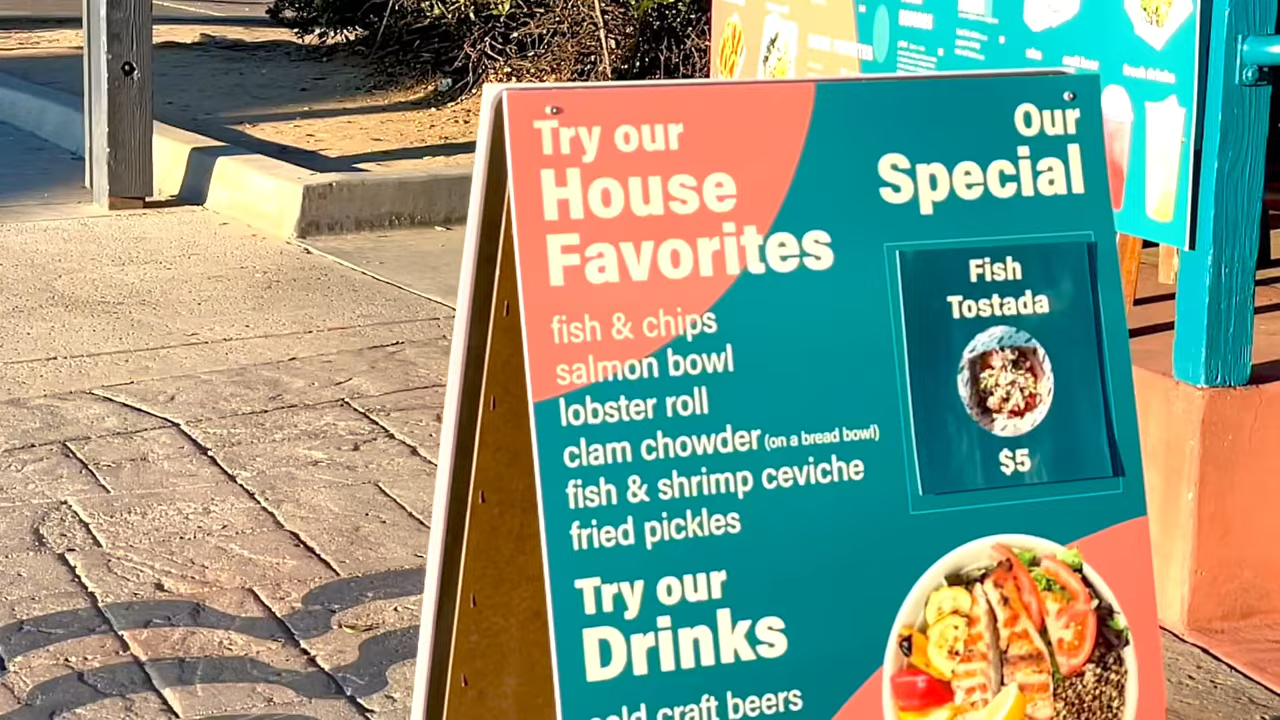 Try our
House
Favorites
fish & chips
salmon bowl
lobster roll
clam chowder (on a bread bowl)
fish & shrimp ceviche
fried pickles
Try our
Drinks
cold craft beers
Our
Special
Fish
Tostada
$5